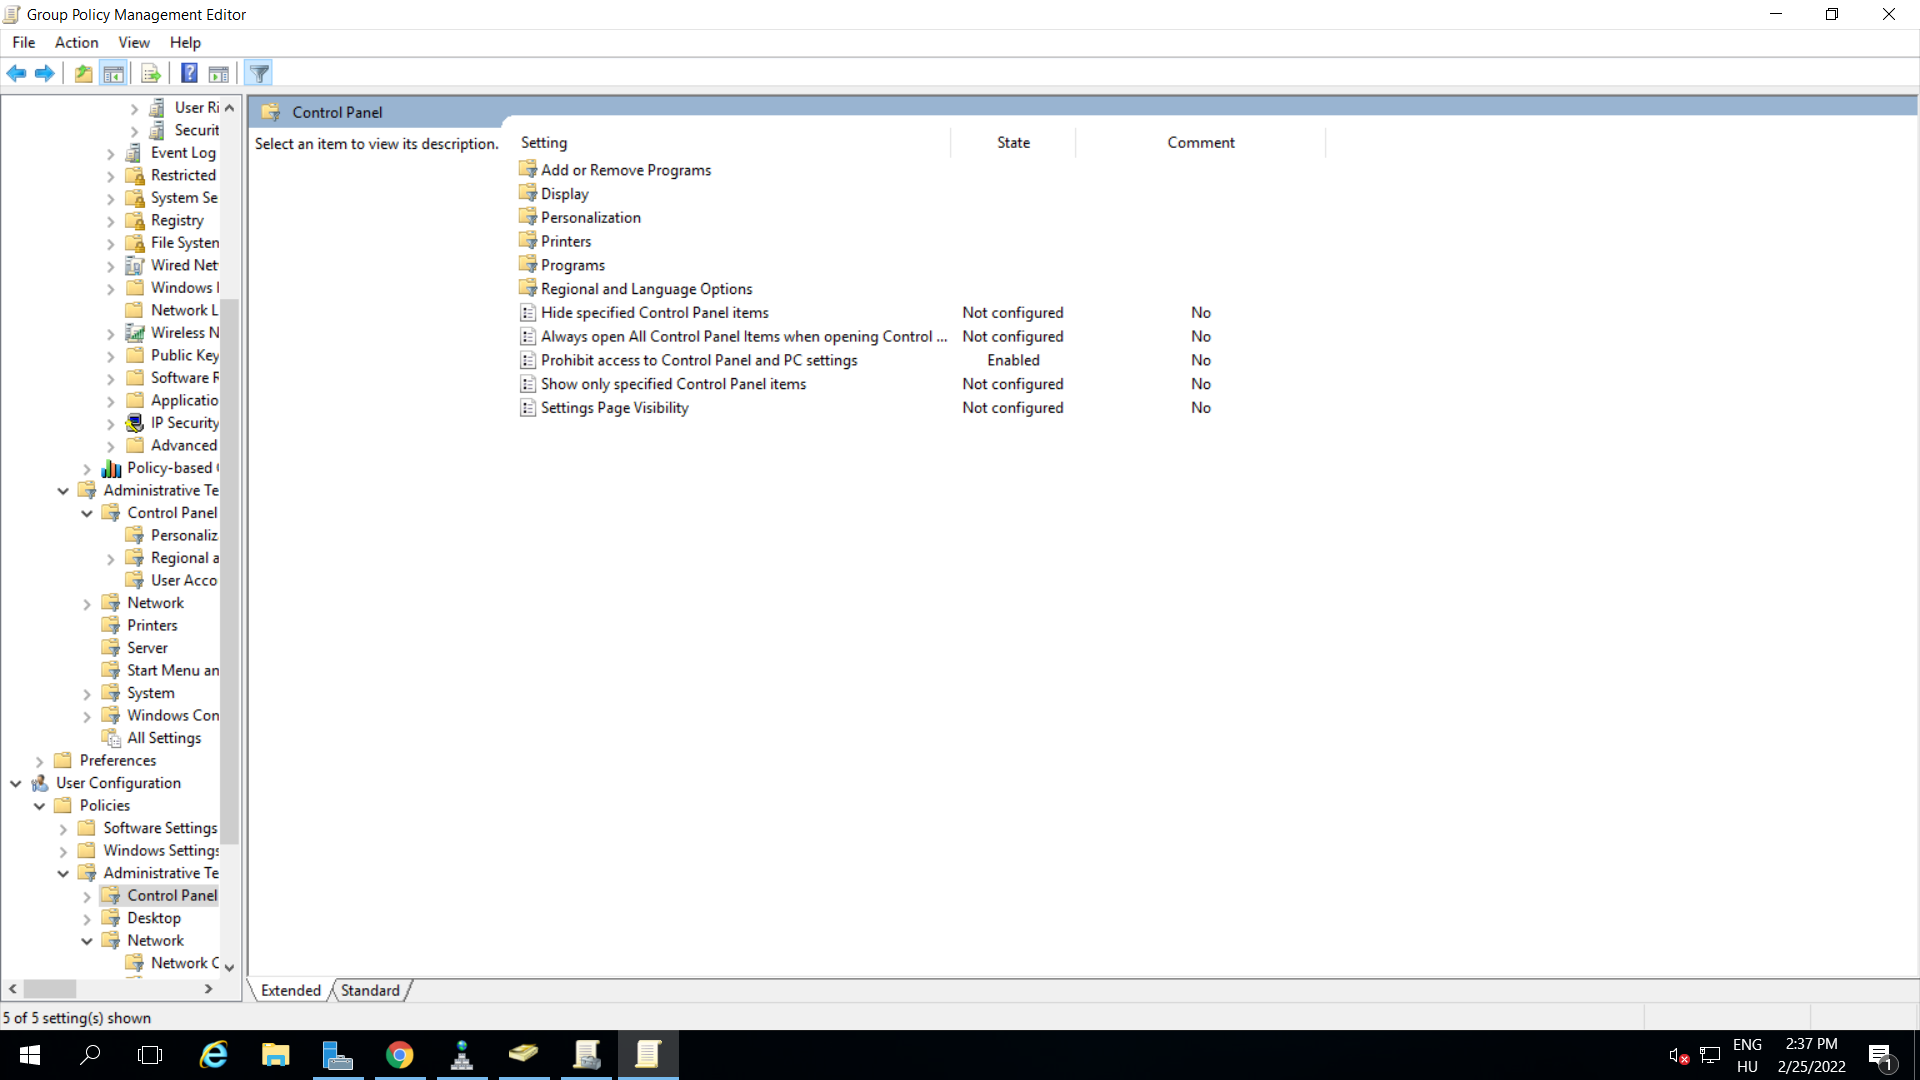 Group Policy Management Editor
File Action View Help
User Ri
Securit
Event Log
Restricted
System Se
Registry
File System
Wired Net
Windows
Network L
Wireless N
Public Key
Software R
Applicatio
IP Security
Advanced
Policy-based
Administrative Te
Control Panel
Personaliz
Regional a
User Acco
Network
Printers
Server
Start Menu an
System
Windows Con
All Settings
Preferences
User Configuration
Policies
Software Settings
Windows Settings
Administrative Te
Control Panel
Desktop
Network
Network C
Control Panel
Select an item to view its description.
Setting State Comment
Add or Remove Programs
Display
Personalization
Printers
Programs
Regional and Language Options
Hide specified Control Panel items Not configured No
Always open All Control Panel Items when opening Control ... Not configured No
Prohibit access to Control Panel and PC settings Enabled No
Show only specified Control Panel items Not configured No
Settings Page Visibility Not configured No
Extended Standard
5 of 5 setting(s) shown
ENG 2:37 PM
HU 2/25/2022
1